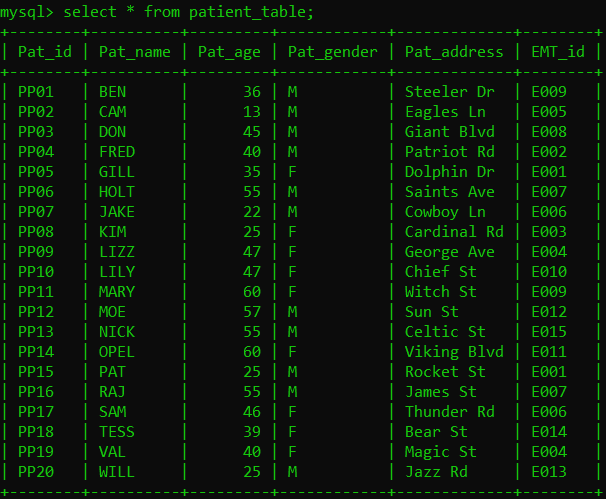 mysql> select * from patient_table;
+--------+----------+---------+------------+--------------+--------+
| Pat_id | Pat_name | Pat_age | Pat_gender | Pat_address  | EMT_id |
+--------+----------+---------+------------+--------------+--------+
| PP01   | BEN      |      36 | M          | Steeler Dr   | E009   |
| PP02   | CAM      |      13 | M          | Eagles Ln    | E005   |
| PP03   | DON      |      45 | M          | Giant Blvd   | E008   |
| PP04   | FRED     |      40 | M          | Patriot Rd   | E002   |
| PP05   | GILL     |      35 | F          | Dolphin Dr   | E001   |
| PP06   | HOLT     |      55 | M          | Saints Ave   | E007   |
| PP07   | JAKE     |      22 | M          | Cowboy Ln    | E006   |
| PP08   | KIM      |      25 | F          | Cardinal Rd  | E003   |
| PP09   | LIZZ     |      47 | F          | George Ave   | E004   |
| PP10   | LILY     |      47 | F          | Chief St     | E010   |
| PP11   | MARY     |      60 | F          | Witch St     | E009   |
| PP12   | MOE      |      57 | M          | Sun St       | E012   |
| PP13   | NICK     |      55 | M          | Celtic St    | E015   |
| PP14   | OPEL     |      60 | F          | Viking Blvd  | E011   |
| PP15   | PAT      |      25 | M          | Rocket St    | E001   |
| PP16   | RAJ      |      55 | M          | James St     | E007   |
| PP17   | SAM      |      46 | F          | Thunder Rd   | E006   |
| PP18   | TESS     |      39 | F          | Bear St      | E014   |
| PP19   | VAL      |      40 | F          | Magic St     | E004   |
| PP20   | WILL     |      25 | M          | Jazz Rd      | E013   |
+--------+----------+---------+------------+--------------+--------+